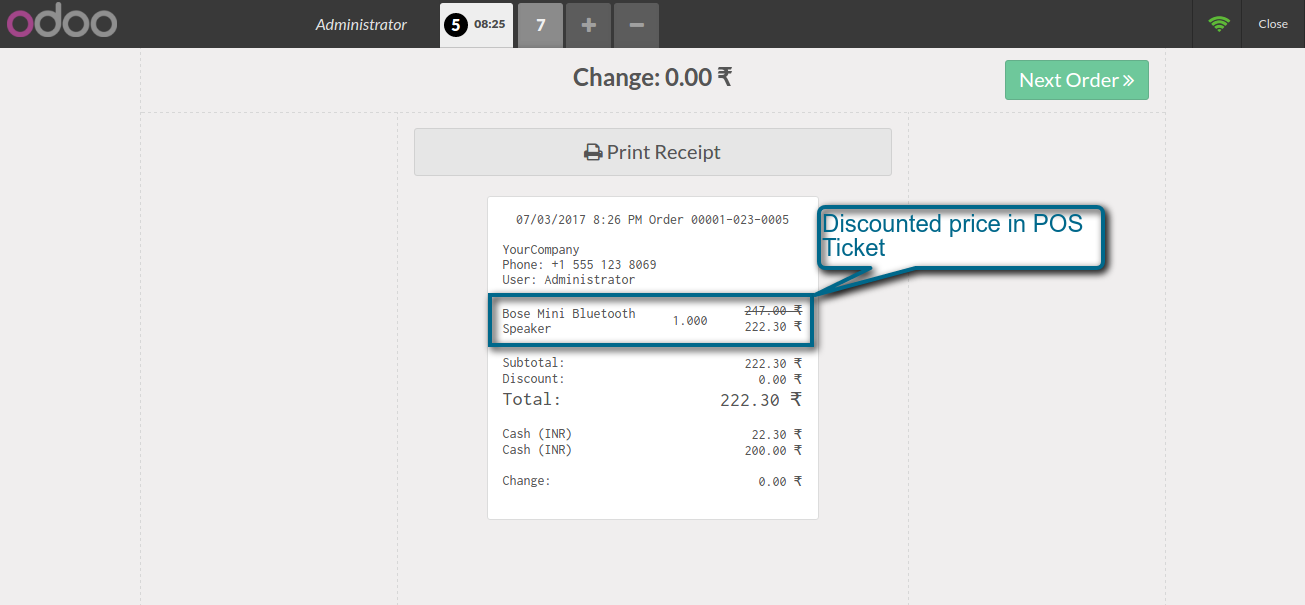 odoo
Administrator
5 08:25
7
+
−
Close
Change: 0.00 ₹
Next Order »
Print Receipt
07/03/2017 8:26 PM Order 00001-023-0005
YourCompany
Phone: +1 555 123 8069
User: Administrator
Discounted price in POS
Ticket
247.00 ₹
Bose Mini Bluetooth
Speaker
1.000
222.30 ₹
Subtotal: 222.30 ₹
Discount: 0.00 ₹
Total: 222.30 ₹
Cash (INR) 22.30 ₹
Cash (INR) 200.00 ₹
Change: 0.00 ₹